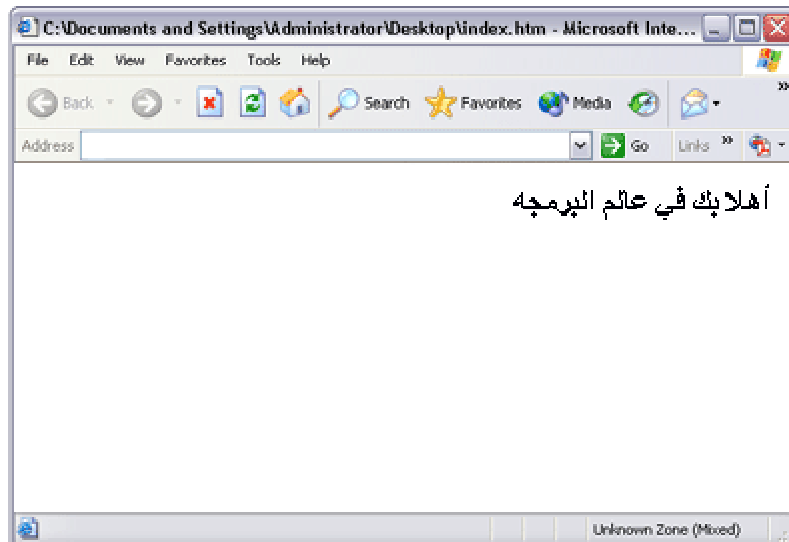 C:\Documents and Settings\Administrator\Desktop\index.htm - Microsoft Inte...
File Edit View Favorites Tools Help
Back Search Favorites Media »
Address Go Links »
أهلا بك في عالم البرمجه
Unknown Zone (Mixed)